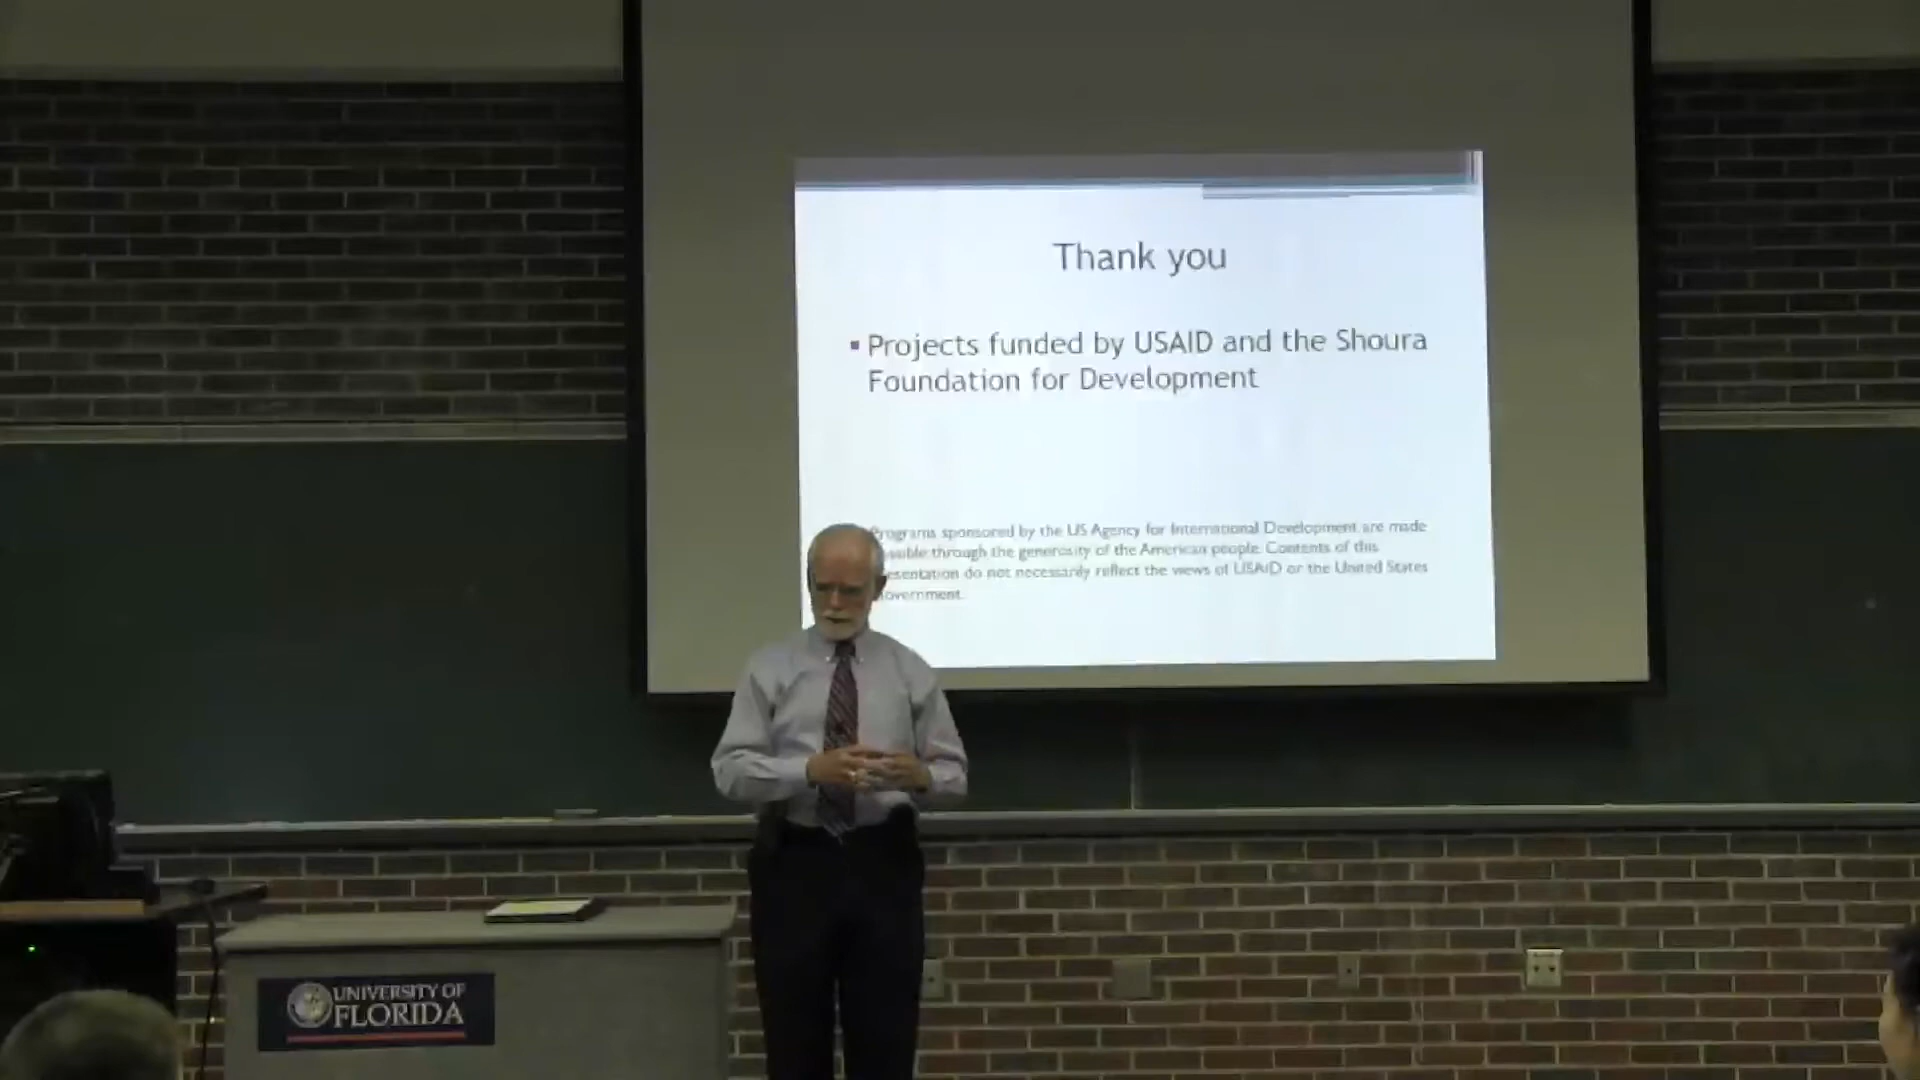 Thank you
▪ Projects funded by USAID and the Shoura
Foundation for Development
Programs sponsored by the US Agency for International Development are made
through the generosity of the American people. Contents of this
do not necessarily reflect the views of USAID or the United States
UNIVERSITY OF
FLORIDA